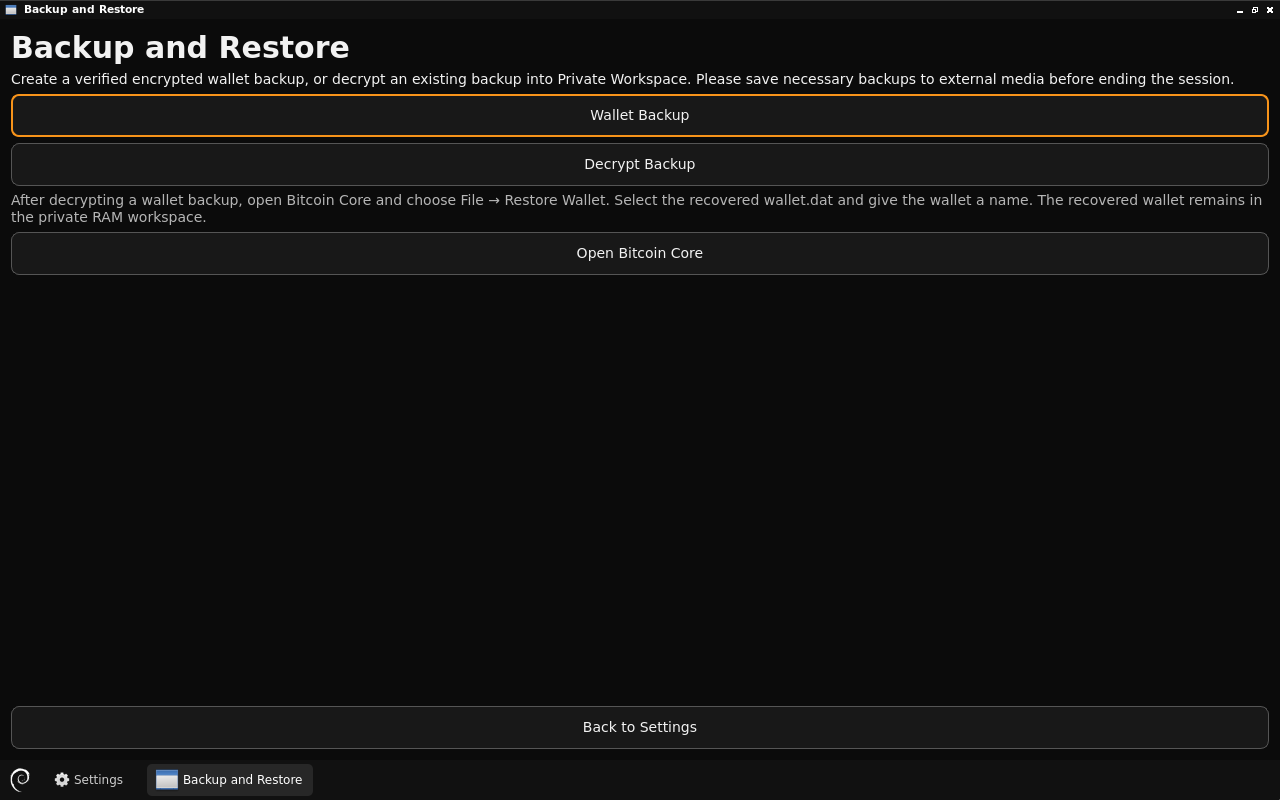 Backup and Restore
Backup and Restore
Create a verified encrypted wallet backup, or decrypt an existing backup into Private Workspace. Please save necessary backups to external media before ending the session.
Wallet Backup
Decrypt Backup
After decrypting a wallet backup, open Bitcoin Core and choose File → Restore Wallet. Select the recovered wallet.dat and give the wallet a name. The recovered wallet remains in
the private RAM workspace.
Open Bitcoin Core
Back to Settings
Settings
Backup and Restore